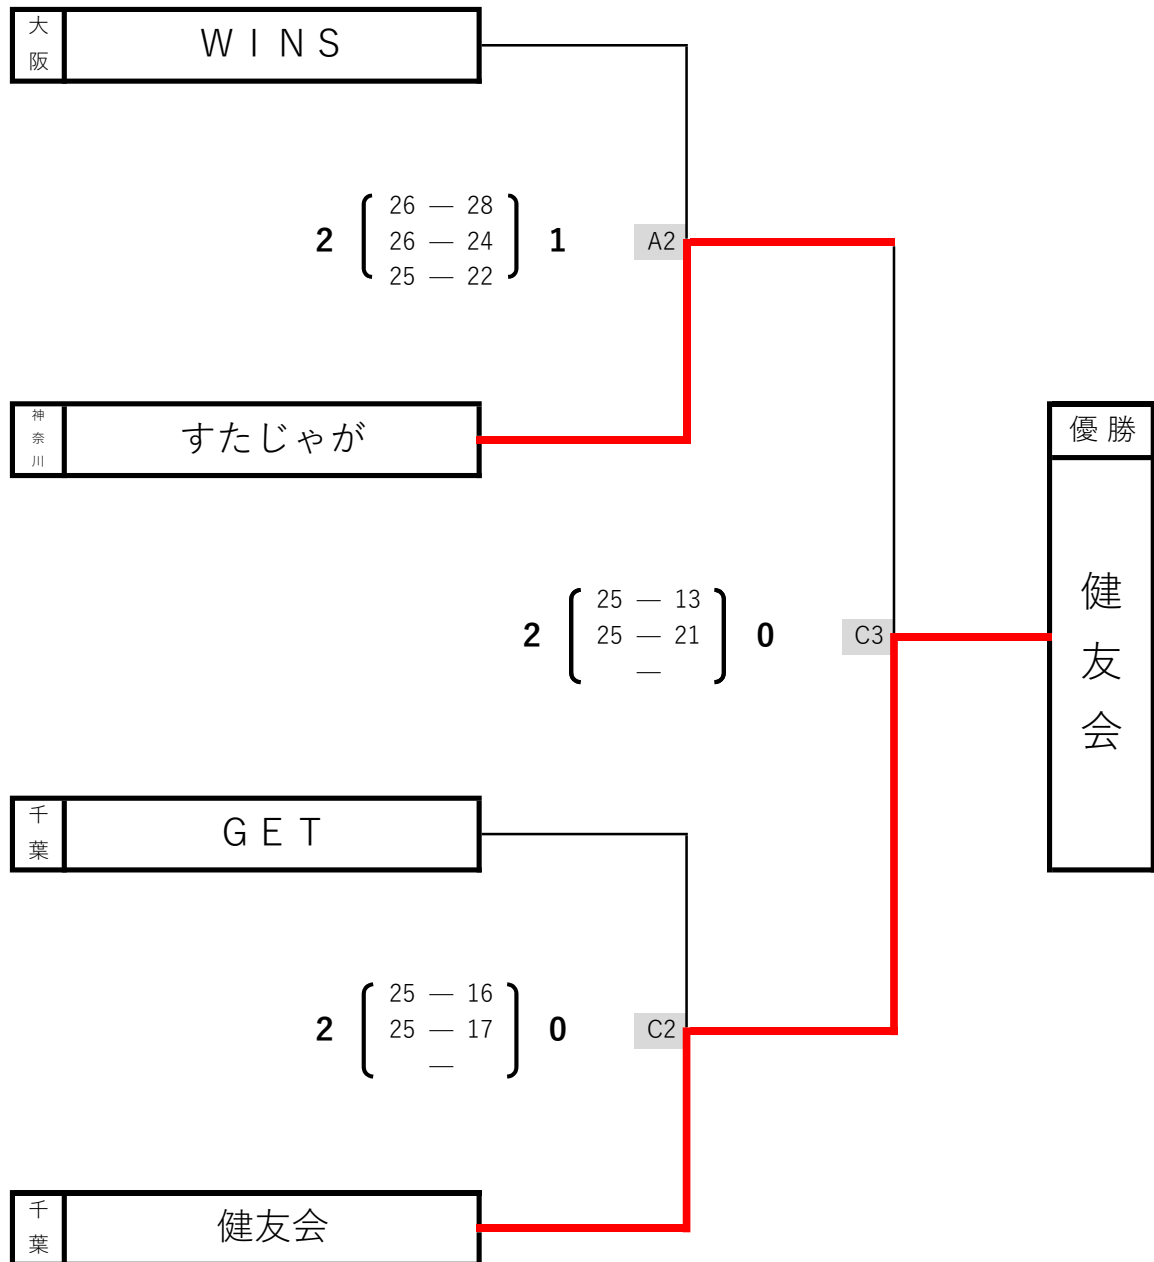 大阪 WINS
26 — 28
2 26 — 24 1 A2
25 — 22
神奈川 すたじゃが
優勝
健友会
25 — 13
2 25 — 21 0 C3
—
千葉 GET
25 — 16
2 25 — 17 0 C2
—
千葉 健友会